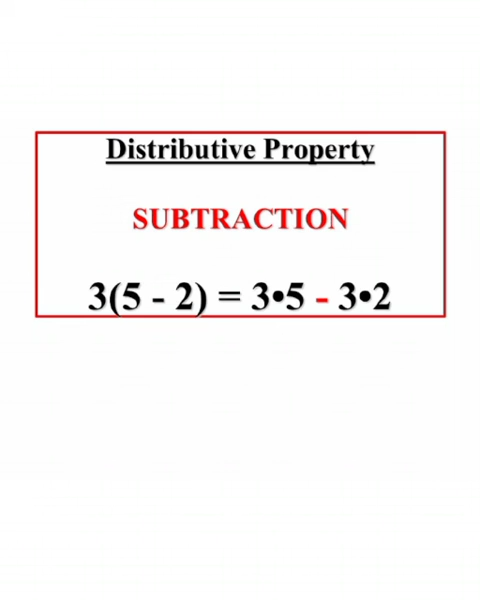 Distributive Property
SUBTRACTION
3(5 - 2) = 3•5 - 3•2